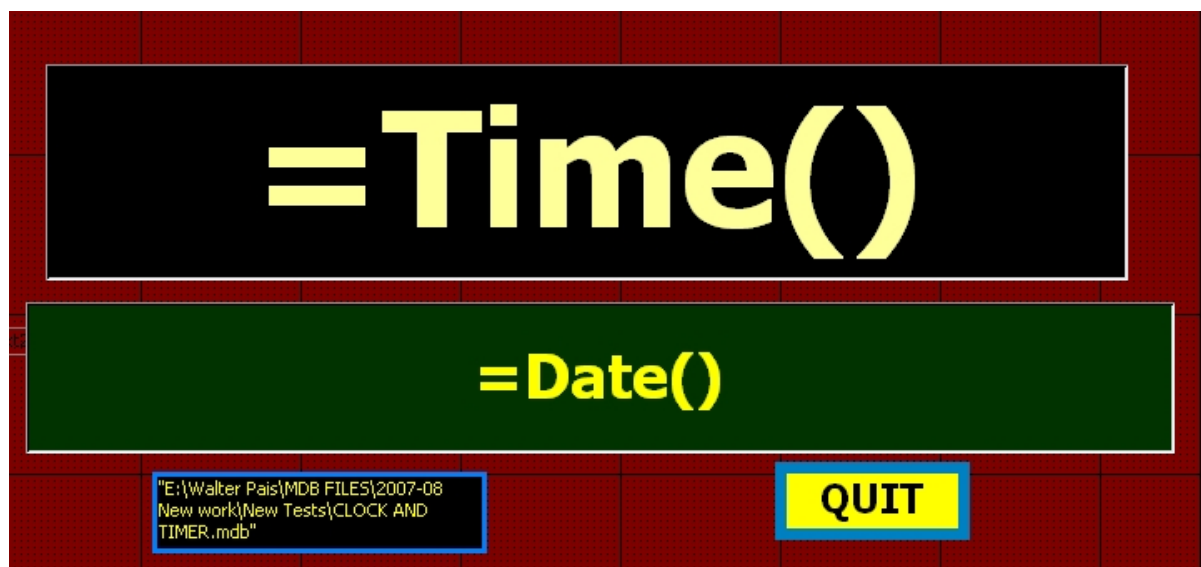 =Time()
=Date()
"E:\Walter Pais\MDB FILES\2007-08
New work\New Tests\CLOCK AND
TIMER.mdb"
QUIT